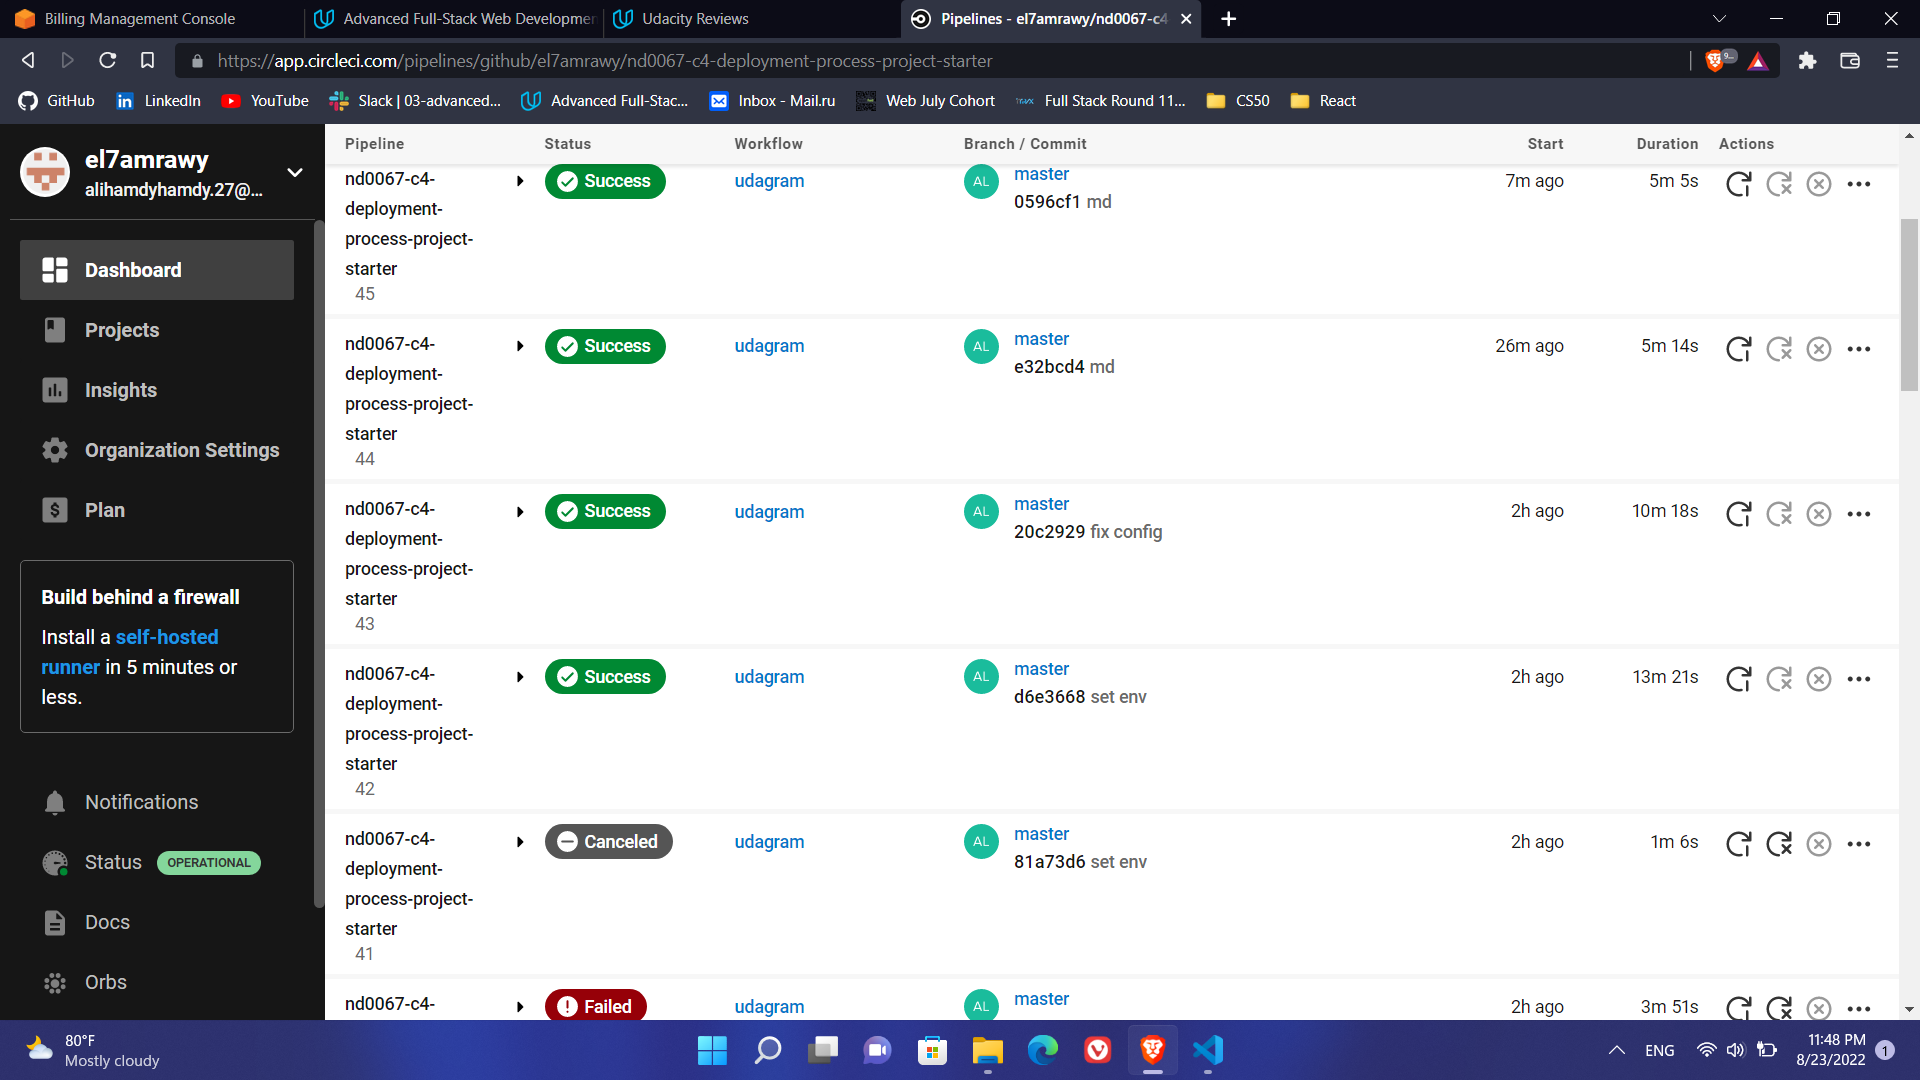 Billing Management Console
Advanced Full-Stack Web Developmen
Udacity Reviews
Pipelines - el7amrawy/nd0067-c4
https://app.circleci.com/pipelines/github/el7amrawy/nd0067-c4-deployment-process-project-starter
GitHub
LinkedIn
YouTube
Slack | 03-advanced...
Advanced Full-Stac...
Inbox - Mail.ru
Web July Cohort
Full Stack Round 11...
CS50
React
el7amrawy
alihamdyhamdy.27@...
Dashboard
Projects
Insights
Organization Settings
Plan
Build behind a firewall
Install a self-hosted
runner in 5 minutes or
less.
Notifications
Status OPERATIONAL
Docs
Orbs
Pipeline Status Workflow Branch / Commit Start Duration Actions
nd0067-c4-
deployment-
process-project-
starter
45
Success
udagram
AL
master
0596cf1 md
7m ago
5m 5s
nd0067-c4-
deployment-
process-project-
starter
44
Success
udagram
AL
master
e32bcd4 md
26m ago
5m 14s
nd0067-c4-
deployment-
process-project-
starter
43
Success
udagram
AL
master
20c2929 fix config
2h ago
10m 18s
nd0067-c4-
deployment-
process-project-
starter
42
Success
udagram
AL
master
d6e3668 set env
2h ago
13m 21s
nd0067-c4-
deployment-
process-project-
starter
41
Canceled
udagram
AL
master
81a73d6 set env
2h ago
1m 6s
nd0067-c4-
Failed
udagram
AL
master
2h ago
3m 51s
80°F
Mostly cloudy
ENG
11:48 PM
8/23/2022
1